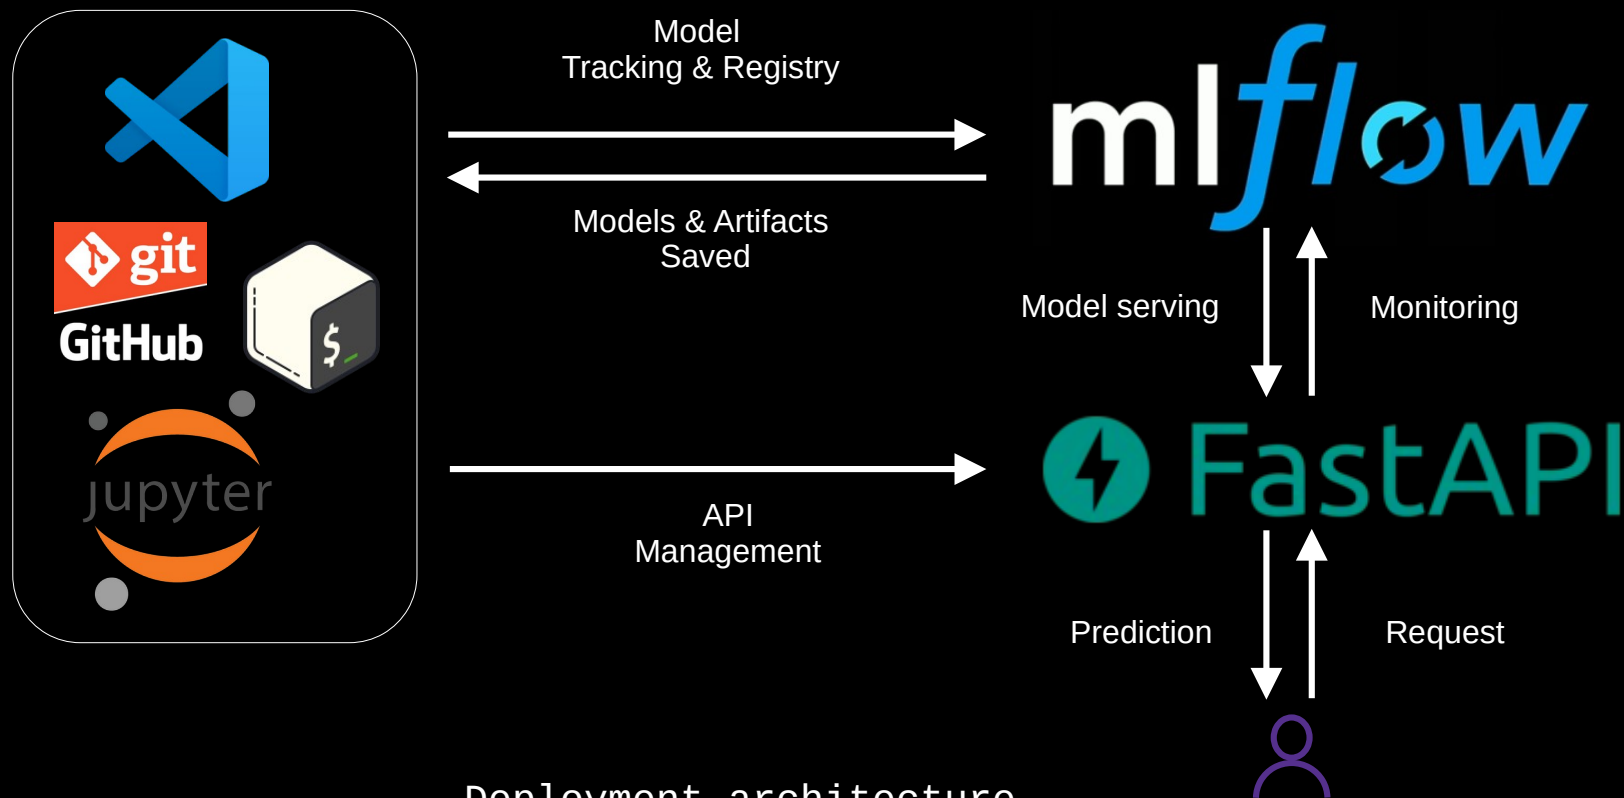 Model
Tracking & Registry
mlflow
Models & Artifacts
Saved
git
GitHub
$_
Model serving
Monitoring
jupyter
FastAPI
API
Management
Prediction
Request
Deployment architecture